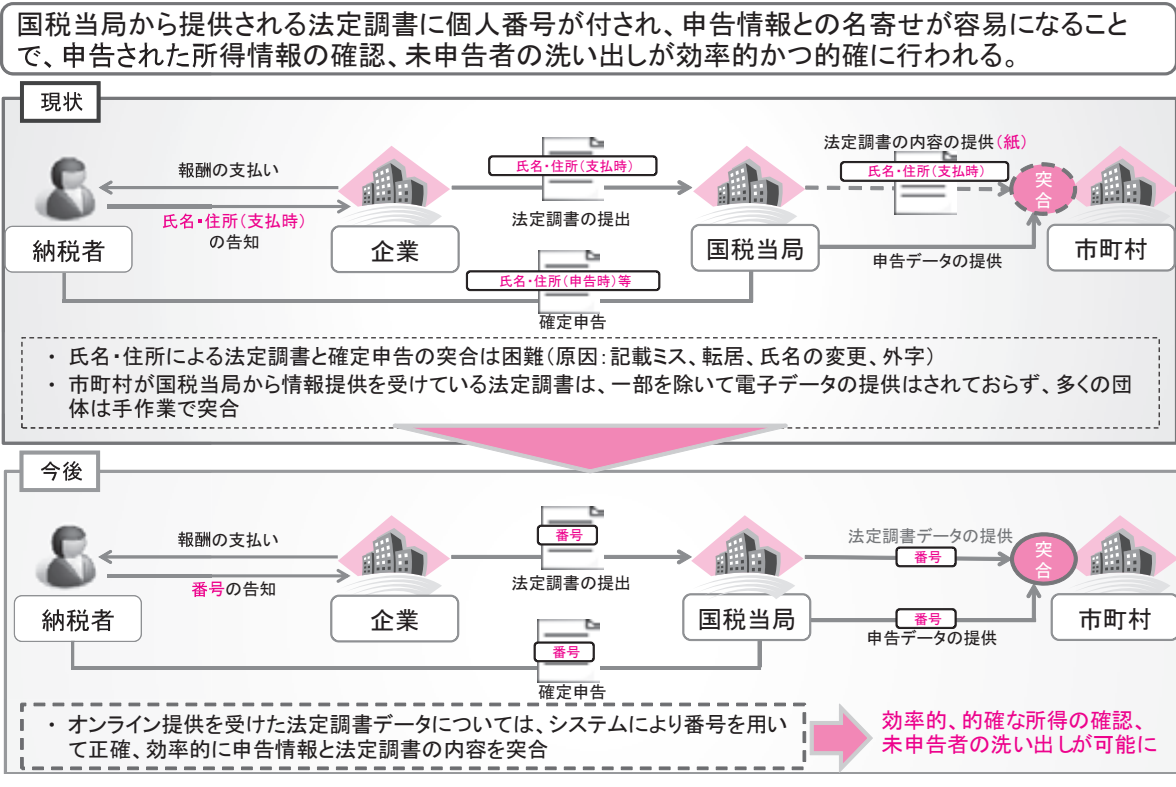 国税当局から提供される法定調書に個人番号が付され、申告情報との名寄せが容易になること
で、申告された所得情報の確認、未申告者の洗い出しが効率的かつ的確に行われる。
現状
報酬の支払い
氏名・住所(支払時)
の告知
納税者
企業
氏名・住所(支払時)
法定調書の提出
国税当局
法定調書の内容の提供(紙)
氏名・住所(支払時)
突
合
申告データの提供
市町村
氏名・住所(申告時)等
確定申告
・ 氏名・住所による法定調書と確定申告の突合は困難(原因:記載ミス、転居、氏名の変更、外字)
・ 市町村が国税当局から情報提供を受けている法定調書は、一部を除いて電子データの提供はされておらず、多くの団
体は手作業で突合
今後
報酬の支払い
番号の告知
納税者
企業
番号
法定調書の提出
国税当局
法定調書データの提供
番号
突
合
番号
申告データの提供
市町村
番号
確定申告
・ オンライン提供を受けた法定調書データについては、システムにより番号を用い
て正確、効率的に申告情報と法定調書の内容を突合
効率的、的確な所得の確認、
未申告者の洗い出しが可能に